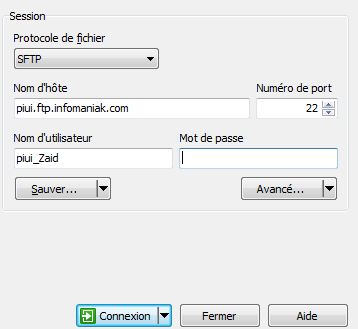 Session
Protocole de fichier
SFTP
Nom d'hôte Numéro de port
piui.ftp.infomaniak.com 22
Nom d'utilisateur Mot de passe
piui_Zaid
Sauver... Avancé...
Connexion Fermer Aide